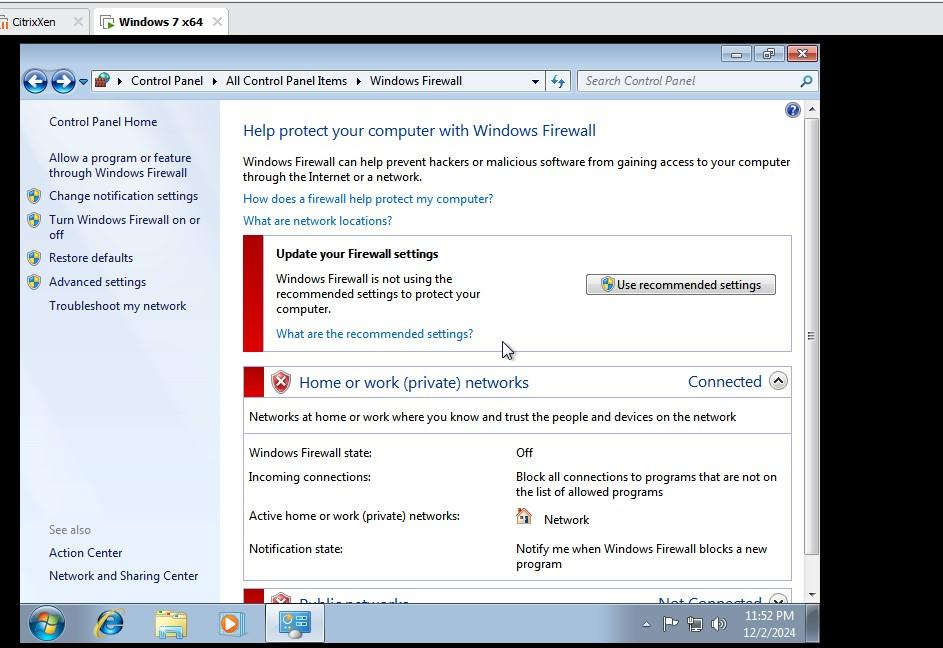 CitrixXen
Windows 7 x64
Control Panel
All Control Panel Items
Windows Firewall
Search Control Panel
Control Panel Home
Allow a program or feature
through Windows Firewall
Change notification settings
Turn Windows Firewall on or
off
Restore defaults
Advanced settings
Troubleshoot my network
See also
Action Center
Network and Sharing Center
Help protect your computer with Windows Firewall
Windows Firewall can help prevent hackers or malicious software from gaining access to your computer
through the Internet or a network.
How does a firewall help protect my computer?
What are network locations?
Update your Firewall settings
Windows Firewall is not using the
recommended settings to protect your
computer.
What are the recommended settings?
Use recommended settings
Home or work (private) networks
Connected
Networks at home or work where you know and trust the people and devices on the network
Windows Firewall state:
Off
Incoming connections:
Block all connections to programs that are not on
the list of allowed programs
Active home or work (private) networks:
Network
Notification state:
Notify me when Windows Firewall blocks a new
program
Public networks
Not Connected
11:52 PM
12/2/2024